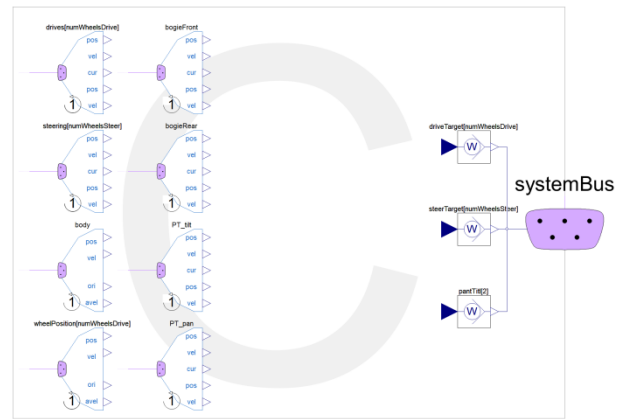 drives[numWheelsDrive]
pos
vel
cur
pos
vel
1
bogieFront
pos
vel
cur
pos
vel
1
steering[numWheelsSteer]
pos
vel
cur
pos
vel
1
bogieRear
pos
vel
cur
pos
vel
1
body
pos
vel
ori
avel
1
PT_tilt
pos
vel
cur
pos
vel
1
wheelPosition[numWheelsDrive]
pos
vel
ori
avel
1
PT_pan
pos
vel
cur
pos
vel
1
C
driveTarget[numWheelsDrive]
W
steerTarget[numWheelsSteer]
W
pantTitl[2]
W
systemBus